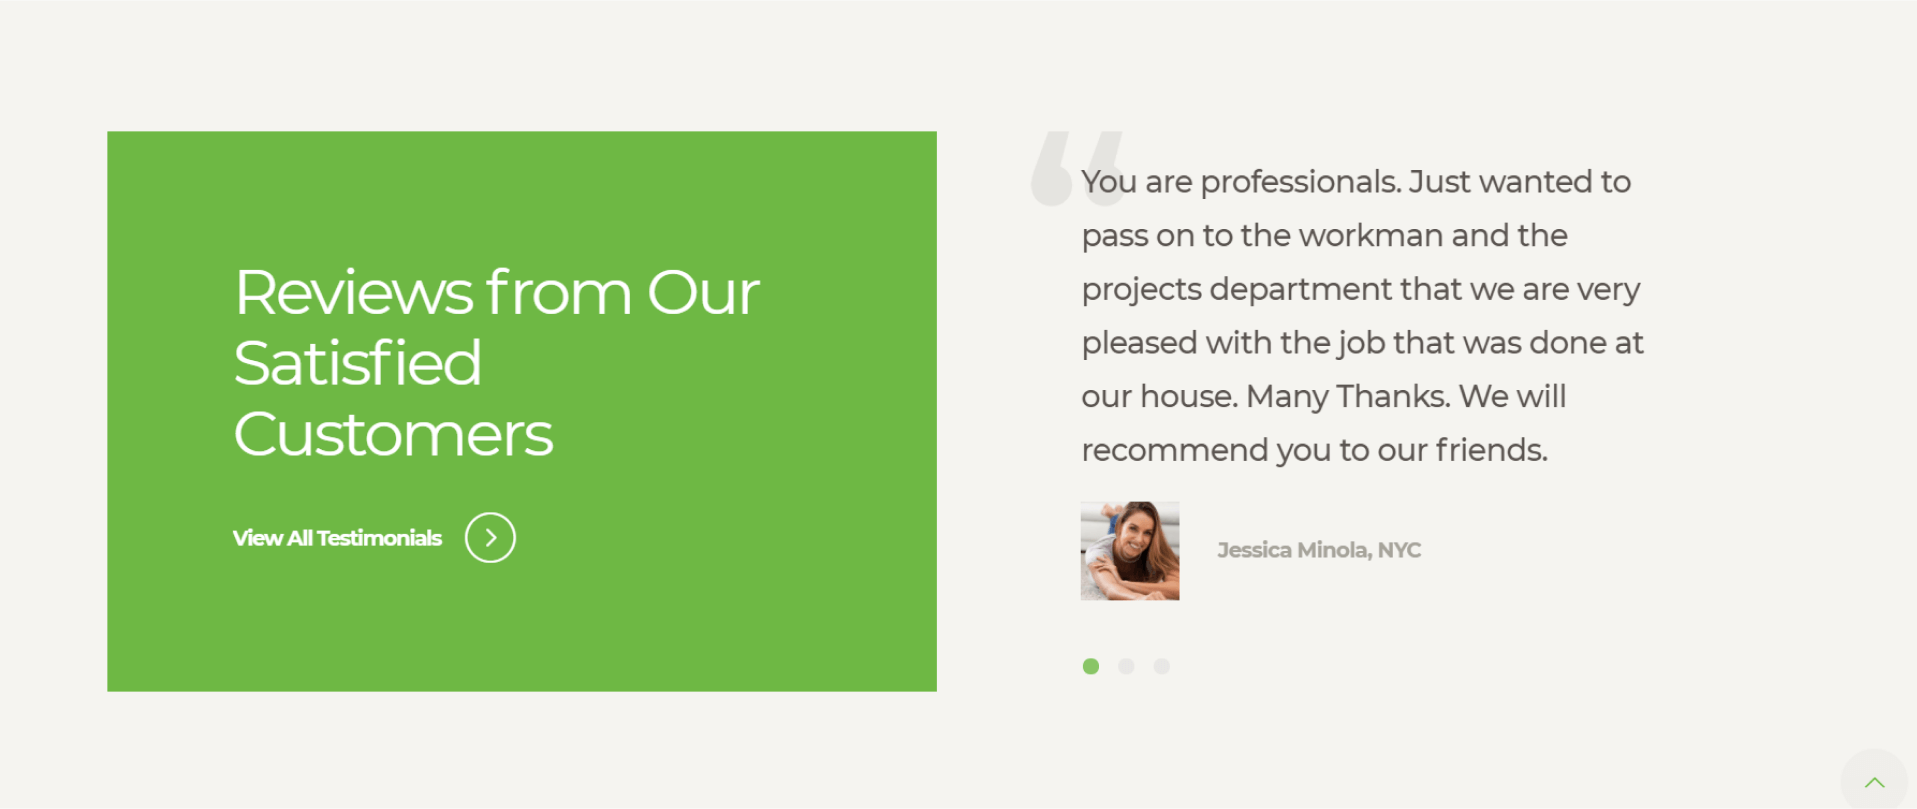 Reviews from Our
Satisfied
Customers
View All Testimonials
You are professionals. Just wanted to
pass on to the workman and the
projects department that we are very
pleased with the job that was done at
our house. Many Thanks. We will
recommend you to our friends.
Jessica Minola, NYC